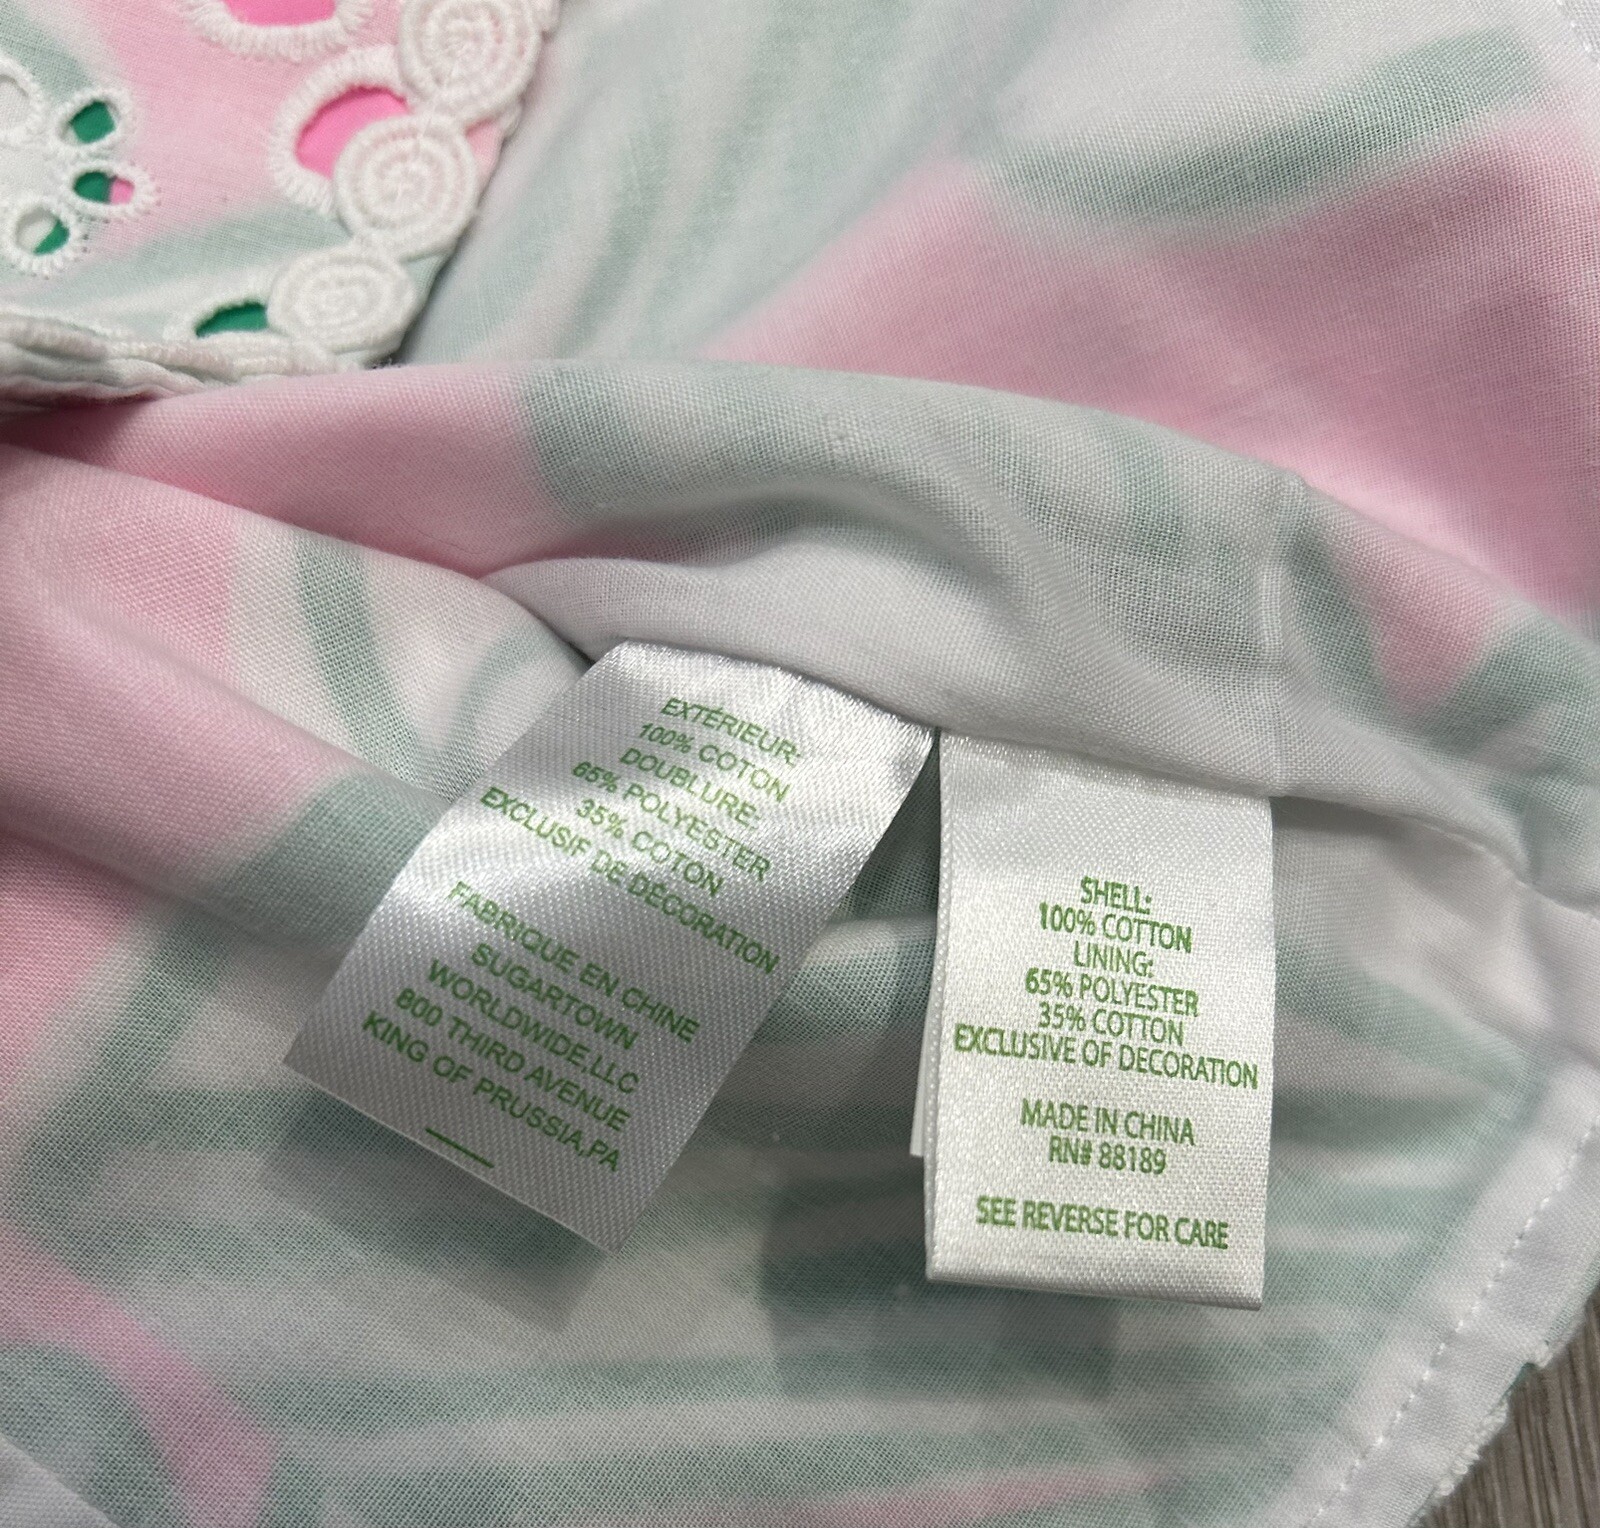 EXTÉRIEUR:
100% COTON
DOUBLURE:
65% POLYESTER
35% COTON
EXCLUSIF DE DÉCORATION
FABRIQUE EN CHINE
SUGARTOWN
WORLDWIDE,LLC
800 THIRD AVENUE
KING OF PRUSSIA,PA
SHELL:
100% COTTON
LINING:
65% POLYESTER
35% COTTON
EXCLUSIVE OF DECORATION
MADE IN CHINA
RN# 88189
SEE REVERSE FOR CARE